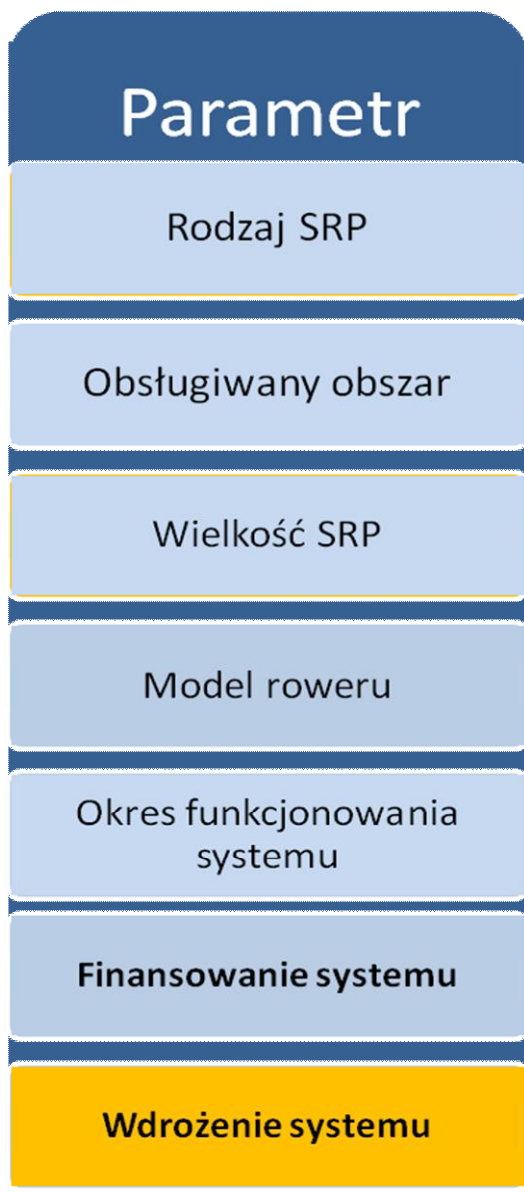 Parametr
Rodzaj SRP
Obsługiwany obszar
Wielkość SRP
Model roweru
Okres funkcjonowania
systemu
Finansowanie systemu
Wdrożenie systemu